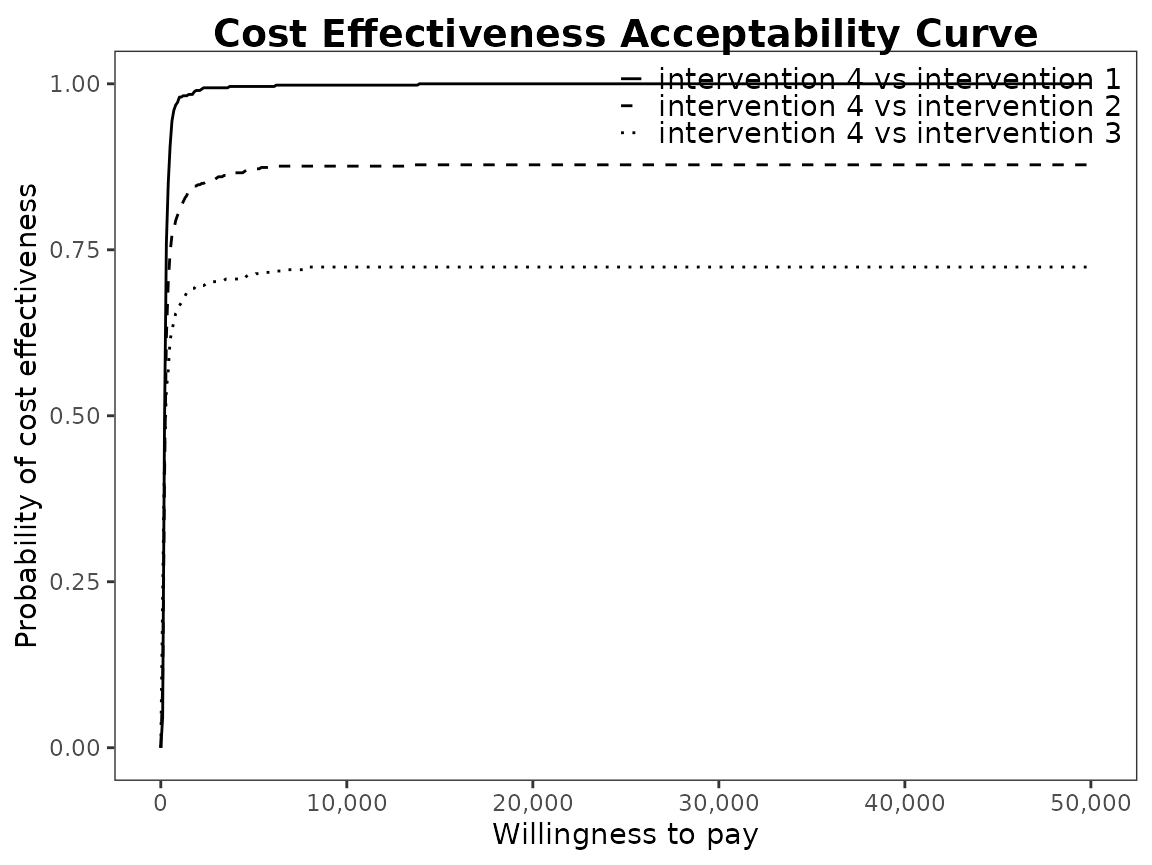 Cost Effectiveness Acceptability Curve
intervention 4 vs intervention 1
intervention 4 vs intervention 2
intervention 4 vs intervention 3
1.00
0.75
0.50
0.25
0.00
Probability of cost effectiveness
0 10,000 20,000 30,000 40,000 50,000
Willingness to pay